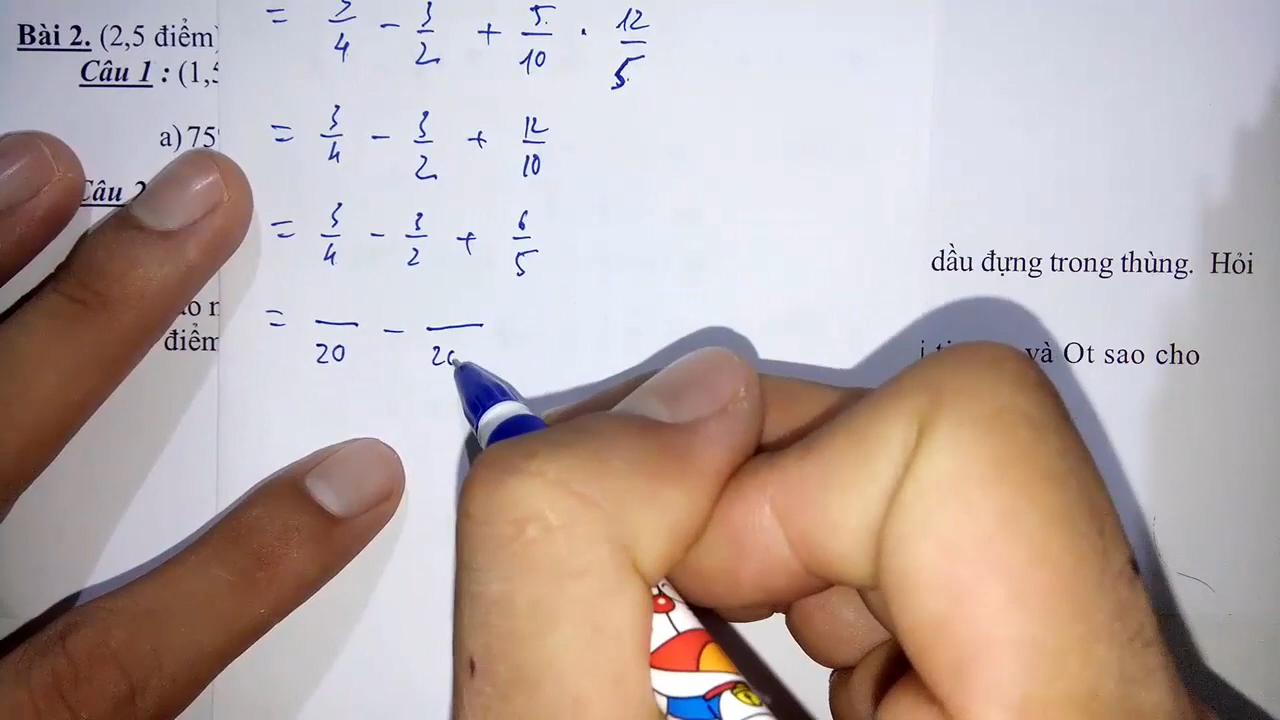 = 3/4 - 3/2 + 5/10 . 12/5
Bài 2. (2,5 điểm)
Câu 1 : (1,5
a) 75
= 3/4 - 3/2 + 12/10
Câu 2
= 3/4 - 3/2 + 6/5
dầu đựng trong thùng. Hỏi
điểm
= /20 - /20
và Ot sao cho